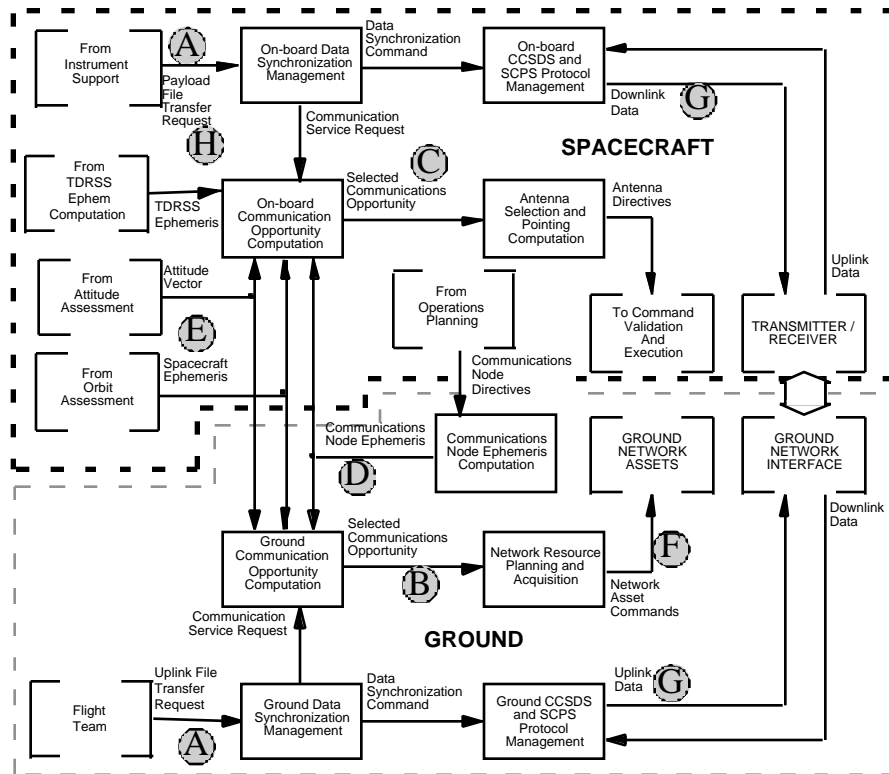 From
Instrument
Support
A
Payload
File
Transfer
Request
On-board Data
Synchronization
Management
Data
Synchronization
Command
On-board
CCSDS and
SCPS Protocol
Management
Downlink
Data
G
Communication
Service Request
H
SPACECRAFT
From
TDRSS
Ephem
Computation
TDRSS
Ephemeris
On-board
Communication
Opportunity
Computation
Selected
Communications
Opportunity
C
Antenna
Selection and
Pointing
Computation
Antenna
Directives
Uplink
Data
From
Attitude
Assessment
Attitude
Vector
E
From
Operations
Planning
To Command
Validation
And
Execution
TRANSMITTER /
RECEIVER
From
Orbit
Assessment
Spacecraft
Ephemeris
Communications
Node
Directives
Communications
Node Ephemeris
D
Communications
Node Ephemeris
Computation
GROUND
NETWORK
ASSETS
GROUND
NETWORK
INTERFACE
Downlink
Data
Ground
Communication
Opportunity
Computation
Selected
Communications
Opportunity
B
Network Resource
Planning and
Acquisition
F
Network
Asset
Commands
Communication
Service Request
GROUND
Flight
Team
Uplink File
Transfer
Request
A
Ground Data
Synchronization
Management
Data
Synchronization
Command
Ground CCSDS
and SCPS
Protocol
Management
Uplink
Data
G